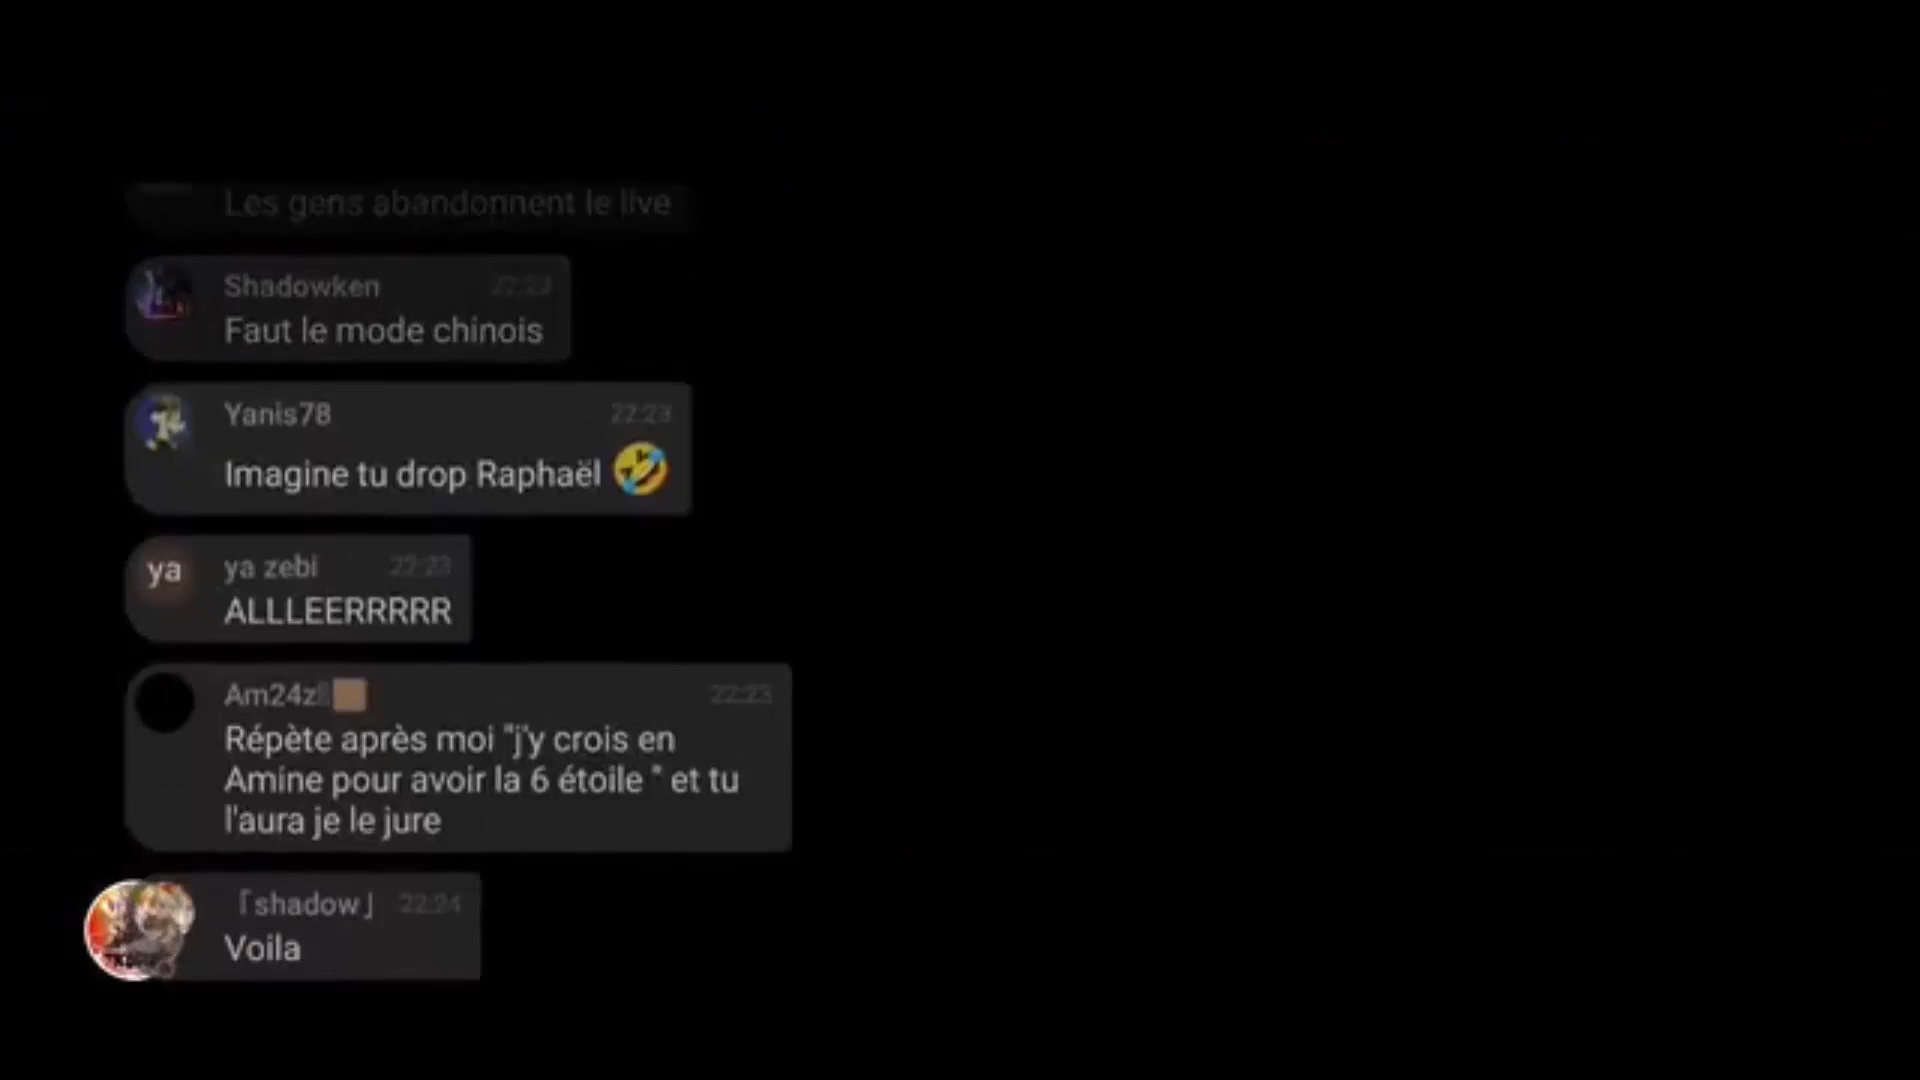 Les gens abandonnent le live
Shadowken 22:23
Faut le mode chinois
Yanis78 22:23
Imagine tu drop Raphaël 🤣
ya
ya zebi 22:23
ALLLEERRRRR
Am24z 22:23
Répète après moi "j'y crois en
Amine pour avoir la 6 étoile " et tu
l'aura je le jure
「shadow」 22:24
Voila